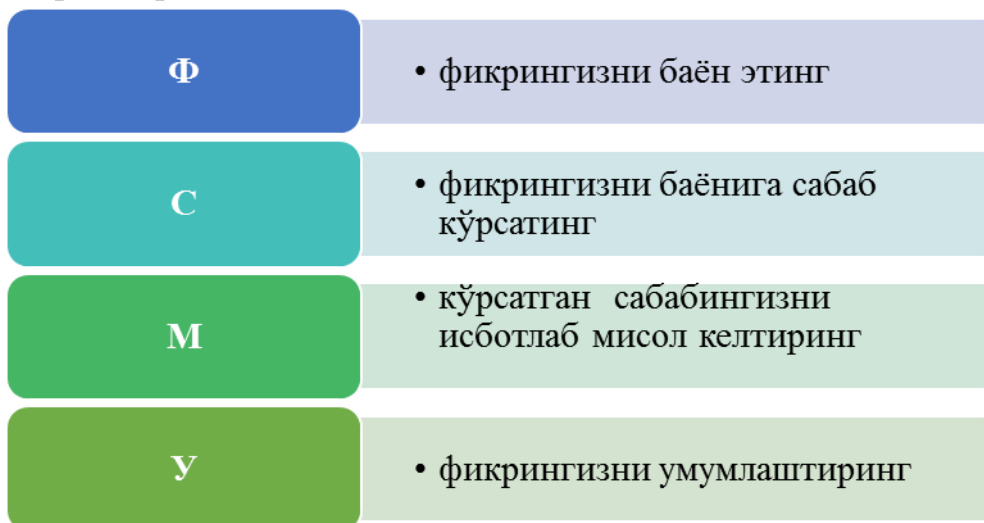 Ф
• фикрингизни баён этинг
С
• фикрингизни баёнига сабаб
кўрсатинг
М
• кўрсатган сабабингизни
исботлаб мисол келтиринг
У
• фикрингизни умумлаштиринг